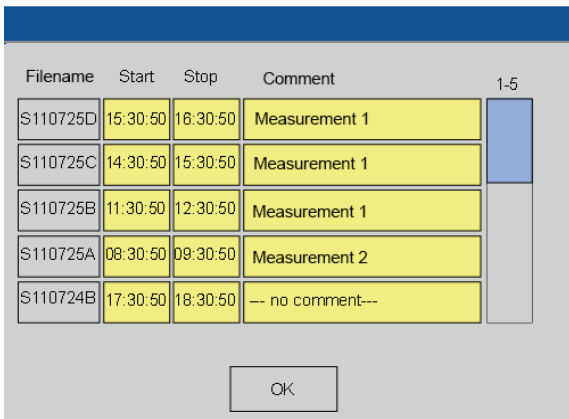 Filename Start Stop Comment 1-5
S110725D 15:30:50 16:30:50 Measurement 1
S110725C 14:30:50 15:30:50 Measurement 1
S110725B 11:30:50 12:30:50 Measurement 1
S110725A 08:30:50 09:30:50 Measurement 2
S110724B 17:30:50 18:30:50 --- no comment---
OK